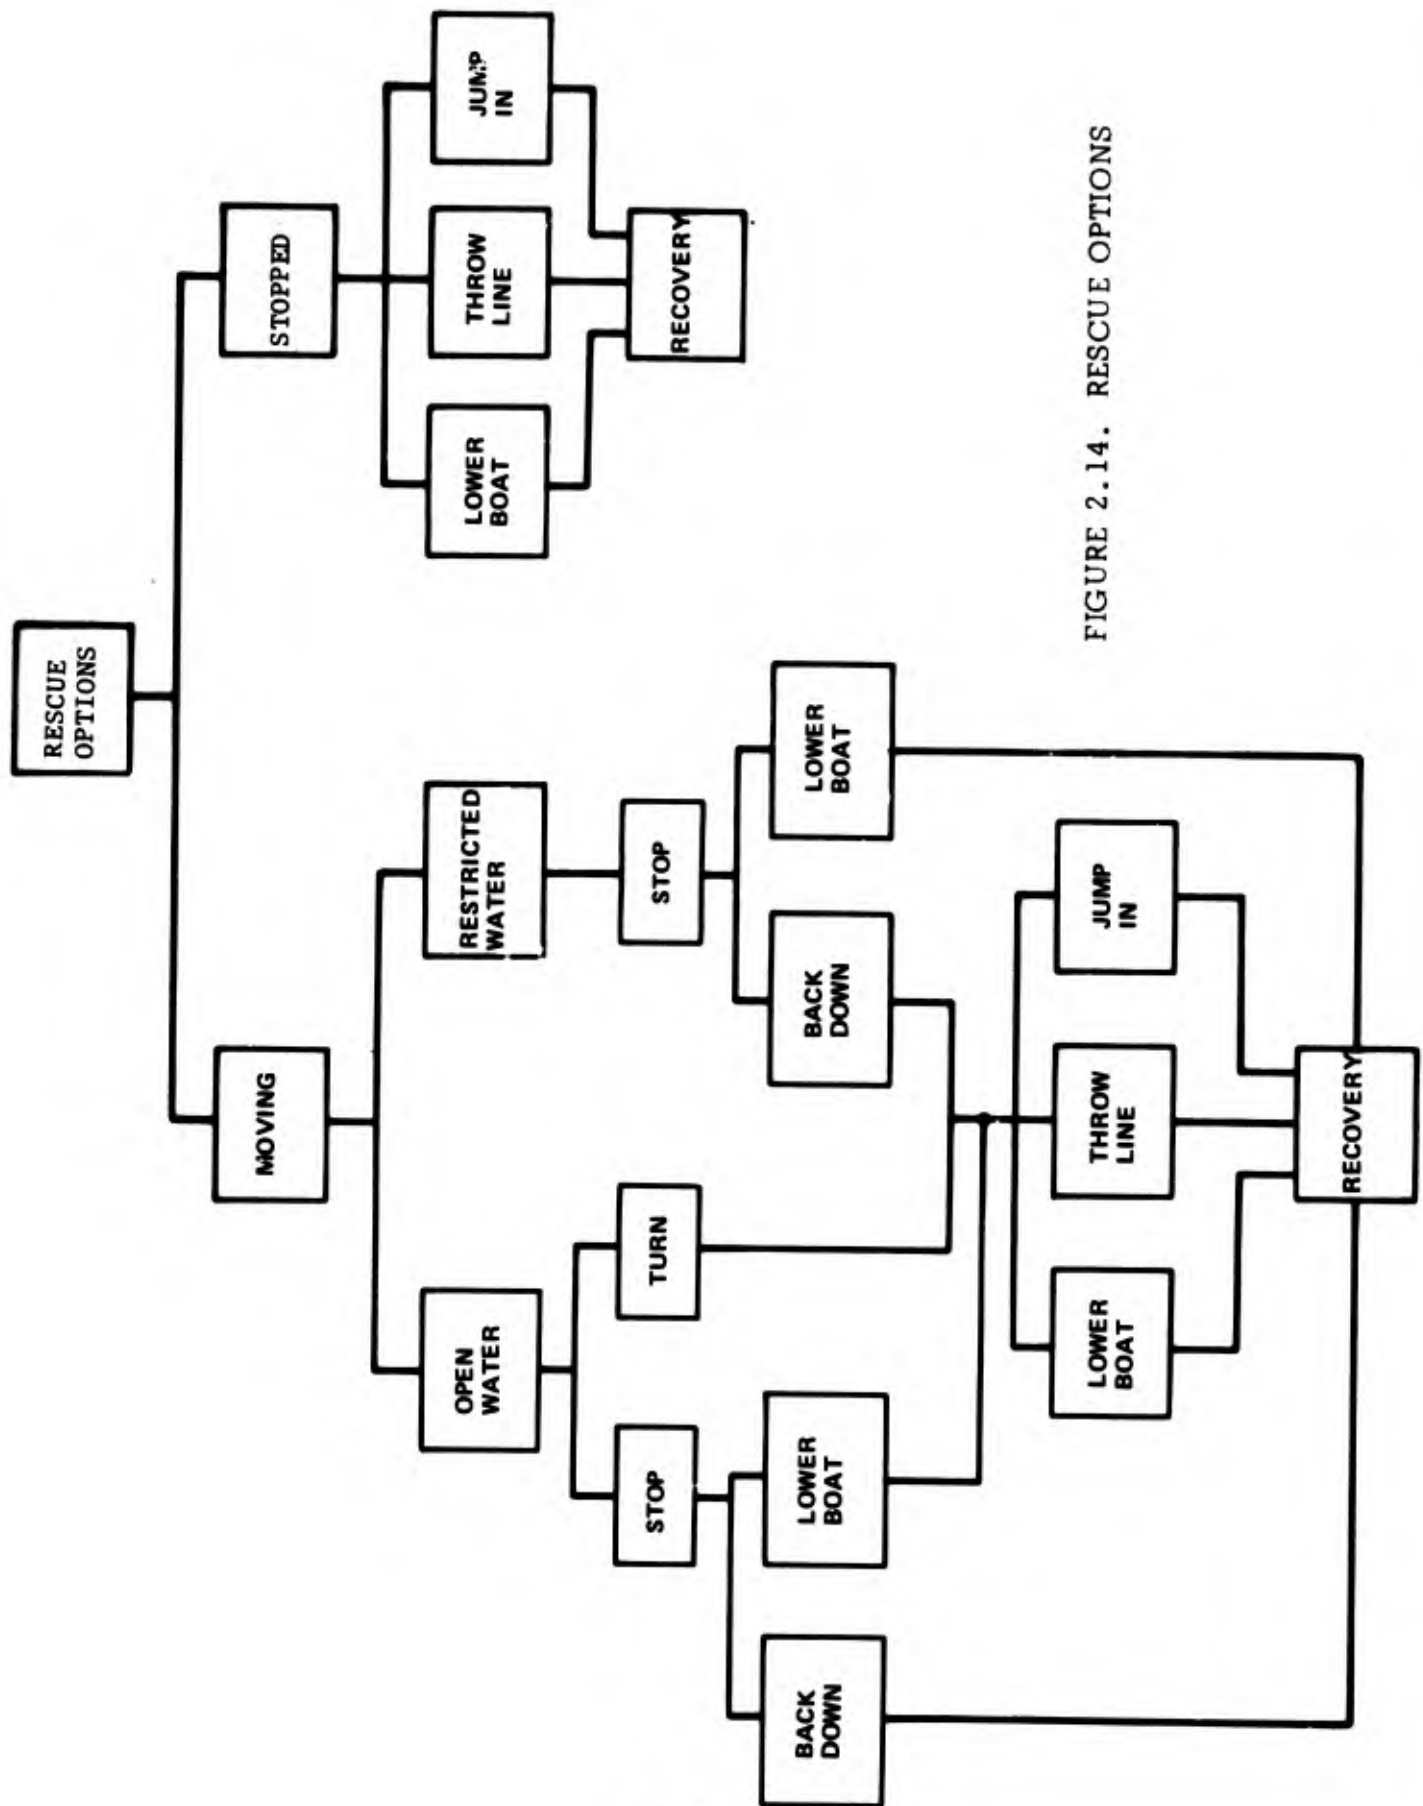 RESCUE
OPTIONS
MOVING
STOPPED
OPEN
WATER
RESTRICTED
WATER
LOWER
BOAT
THROW
LINE
JUMP
IN
STOP
TURN
STOP
RECOVERY
BACK
DOWN
LOWER
BOAT
BACK
DOWN
LOWER
BOAT
LOWER
BOAT
THROW
LINE
JUMP
IN
RECOVERY
FIGURE 2.14. RESCUE OPTIONS